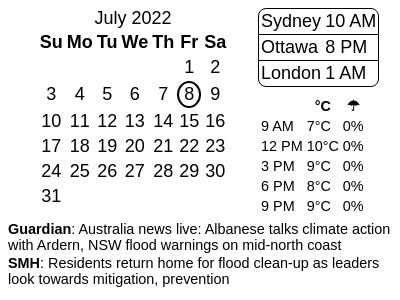 July 2022
Su Mo Tu We Th Fr Sa
1 2
3 4 5 6 7 8 9
10 11 12 13 14 15 16
17 18 19 20 21 22 23
24 25 26 27 28 29 30
31
Sydney 10 AM
Ottawa 8 PM
London 1 AM
°C ☂
9 AM 7°C 0%
12 PM 10°C 0%
3 PM 9°C 0%
6 PM 8°C 0%
9 PM 9°C 0%
Guardian: Australia news live: Albanese talks climate action
with Ardern, NSW flood warnings on mid-north coast
SMH: Residents return home for flood clean-up as leaders
look towards mitigation, prevention